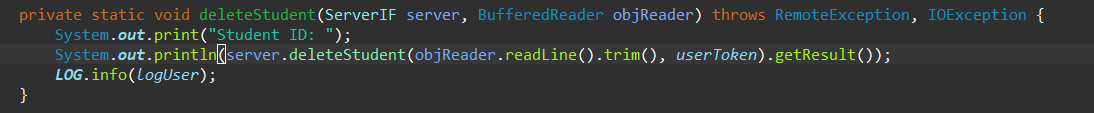 private static void deleteStudent(ServerIF server, BufferedReader objReader) throws RemoteException, IOException {
    System.out.print("Student ID: ");
    System.out.println(server.deleteStudent(objReader.readLine().trim(), userToken).getResult());
    LOG.info(logUser);
}